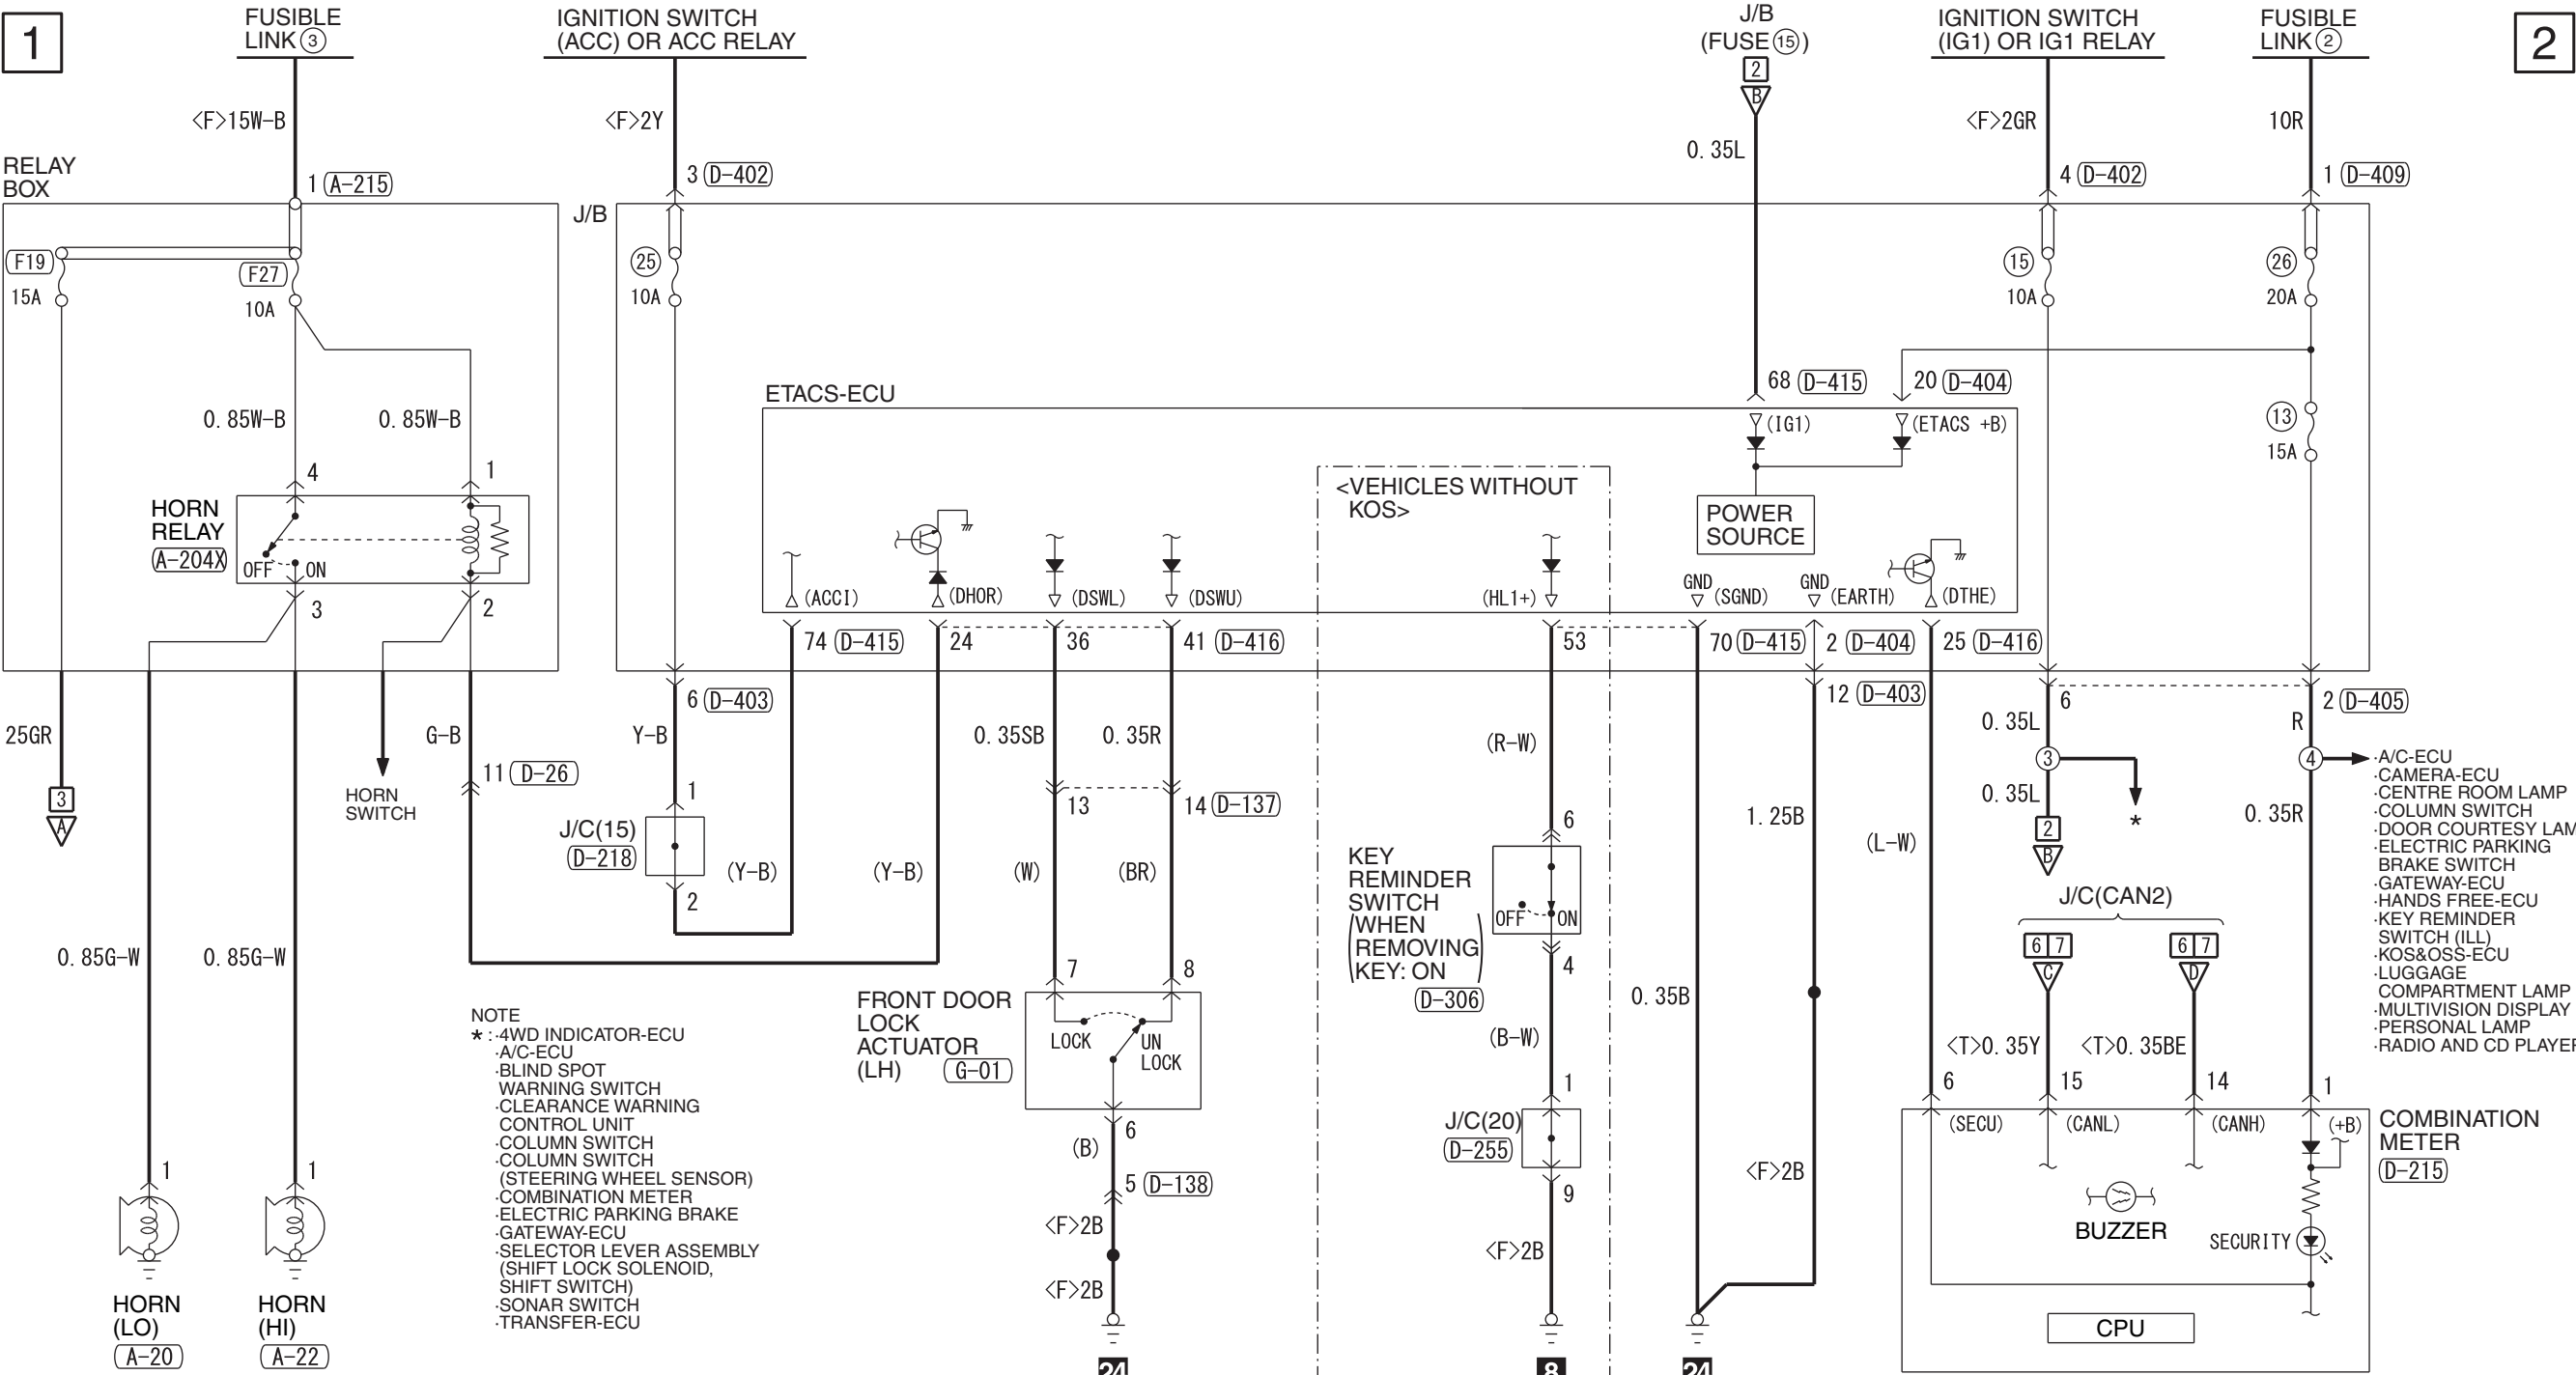 1
FUSIBLE
LINK 3
IGNITION SWITCH
(ACC) OR ACC RELAY
J/B
(FUSE 15)
2
B
IGNITION SWITCH
(IG1) OR IG1 RELAY
FUSIBLE
LINK 2
2
<F>15W-B
<F>2Y
0.35L
<F>2GR
10R
RELAY
BOX
1 A-215
3 D-402
4 D-402
1 D-409
J/B
F19
15A
F27
10A
25
10A
15
10A
26
20A
0.85W-B
0.85W-B
ETACS-ECU
68 D-415
20 D-404
13
15A
(IG1)
(ETACS +B)
4
1
<VEHICLES WITHOUT
KOS>
POWER
SOURCE
HORN
RELAY
A-204X
OFF
ON
3
2
(ACCI)
(DHOR)
(DSWL)
(DSWU)
(HL1+)
GND
(SGND)
GND
(EARTH)
(DTHE)
74 D-415
24
36
41 D-416
53
70 D-415
2 D-404
25 D-416
6 D-403
12 D-403
6
2 D-405
25GR
G-B
Y-B
0.35SB
0.35R
(R-W)
0.35L
R
3
A
11 D-26
HORN
SWITCH
1
J/C(15)
D-218
2
13
14 D-137
(Y-B)
(Y-B)
(W)
(BR)
6
KEY
REMINDER
SWITCH
(WHEN
REMOVING
KEY: ON)
D-306
OFF
ON
4
1.25B
(L-W)
3
0.35L
*
2
B
4
0.35R
·A/C-ECU
·CAMERA-ECU
·CENTRE ROOM LAMP
·COLUMN SWITCH
·DOOR COURTESY LAM
·ELECTRIC PARKING
BRAKE SWITCH
·GATEWAY-ECU
·HANDS FREE-ECU
·KEY REMINDER
SWITCH (ILL)
·KOS&OSS-ECU
·LUGGAGE
COMPARTMENT LAMP
·MULTIVISION DISPLAY
·PERSONAL LAMP
·RADIO AND CD PLAYER
J/C(CAN2)
6 7
C
6 7
D
0.85G-W
0.85G-W
7
8
FRONT DOOR
LOCK
ACTUATOR
(LH)
G-01
LOCK
UN
LOCK
0.35B
(B-W)
<T>0.35Y
<T>0.35BE
NOTE
* :·4WD INDICATOR-ECU
·A/C-ECU
·BLIND SPOT
WARNING SWITCH
·CLEARANCE WARNING
CONTROL UNIT
·COLUMN SWITCH
·COLUMN SWITCH
(STEERING WHEEL SENSOR)
·COMBINATION METER
·ELECTRIC PARKING BRAKE
·GATEWAY-ECU
·SELECTOR LEVER ASSEMBLY
(SHIFT LOCK SOLENOID,
SHIFT SWITCH)
·SONAR SWITCH
·TRANSFER-ECU
6
(B)
5 D-138
<F>2B
<F>2B
1
J/C(20)
D-255
9
<F>2B
<F>2B
6
15
14
1
(SECU)
(CANL)
(CANH)
(+B)
COMBINATION
METER
D-215
BUZZER
SECURITY
CPU
1
1
HORN
(LO)
A-20
HORN
(HI)
A-22
24
8
24